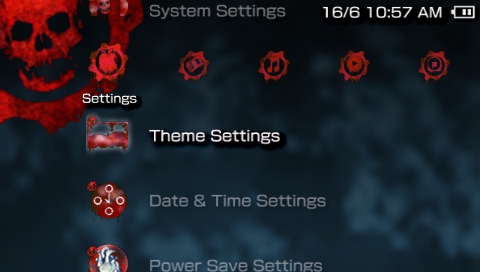 System Settings
16/6 10:57 AM
Settings
Theme Settings
Date & Time Settings
Power Save Settings